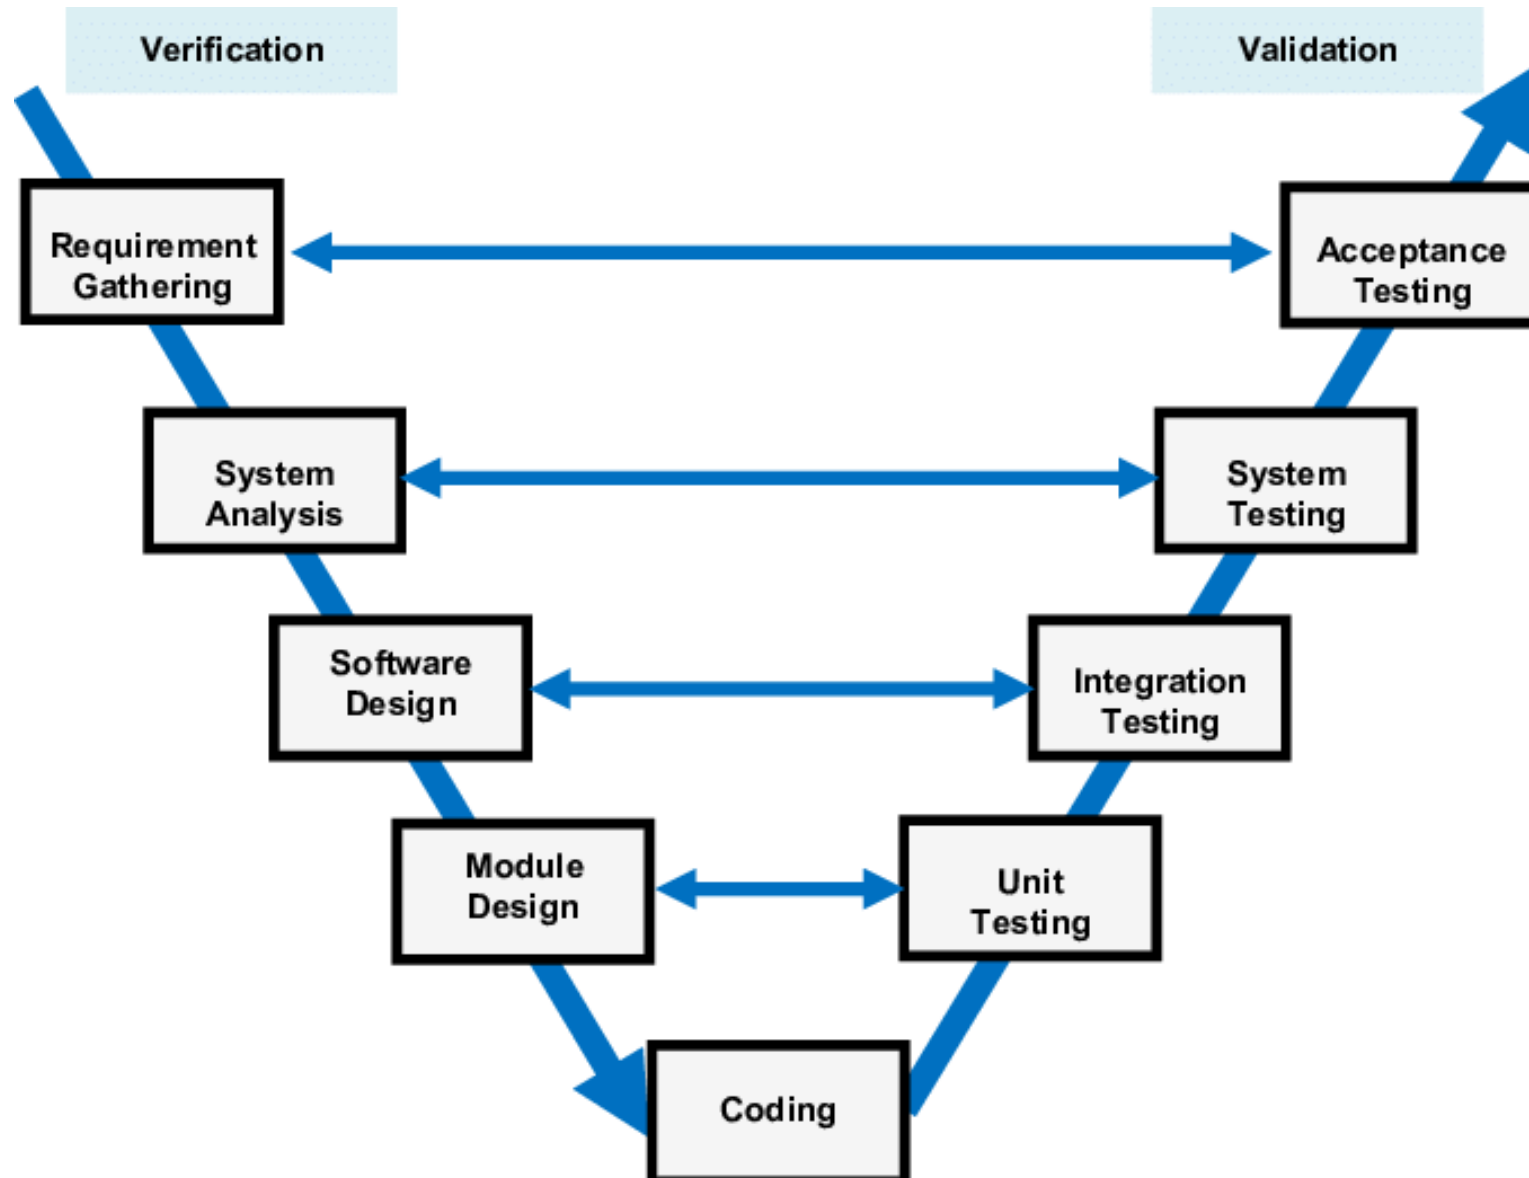 Verification
Validation
Requirement
Gathering
Acceptance
Testing
System
Analysis
System
Testing
Software
Design
Integration
Testing
Module
Design
Unit
Testing
Coding